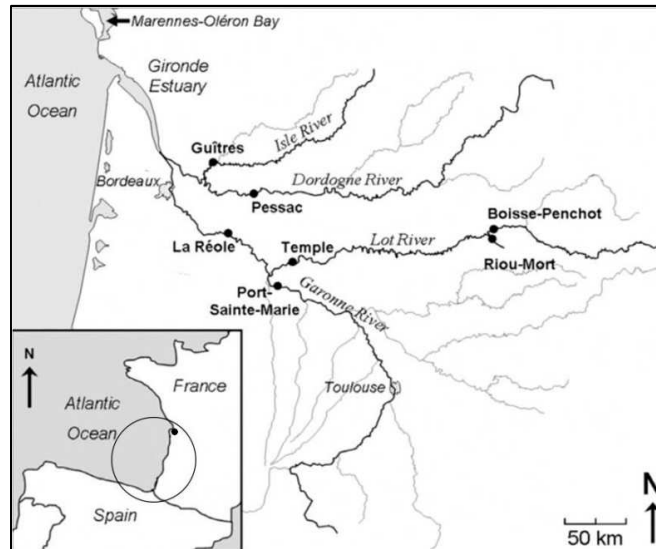 Marennes-Oléron Bay
Atlantic
Ocean
Gironde
Estuary
Guîtres
Isle River
Bordeaux
Dordogne River
Pessac
Boisse-Penchot
La Réole
Temple
Lot River
Riou-Mort
Port-
Sainte-Marie
Garonne River
Toulouse
N
France
Atlantic
Ocean
Spain
N
50 km